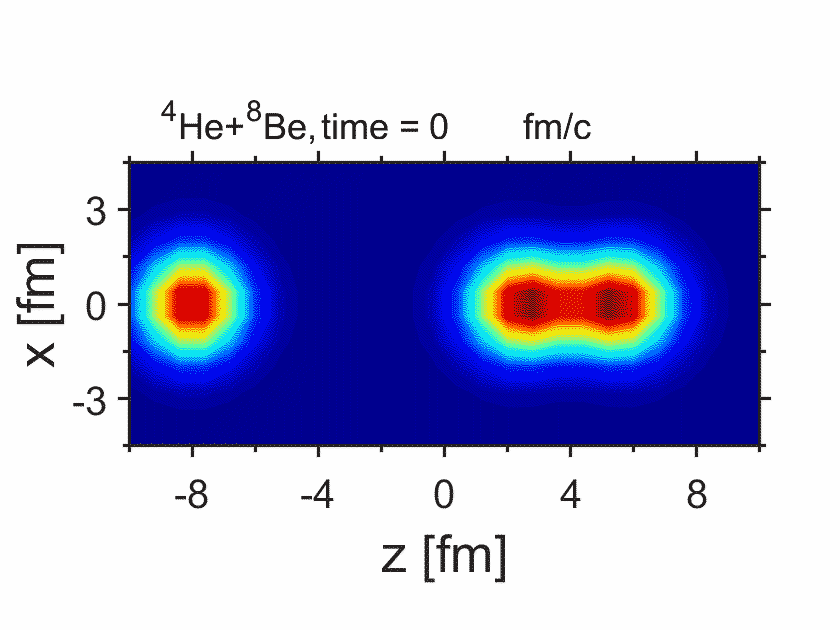 ⁴He+⁸Be, time = 0 fm/c
3
0
-3
x [fm]
-8 -4 0 4 8
z [fm]